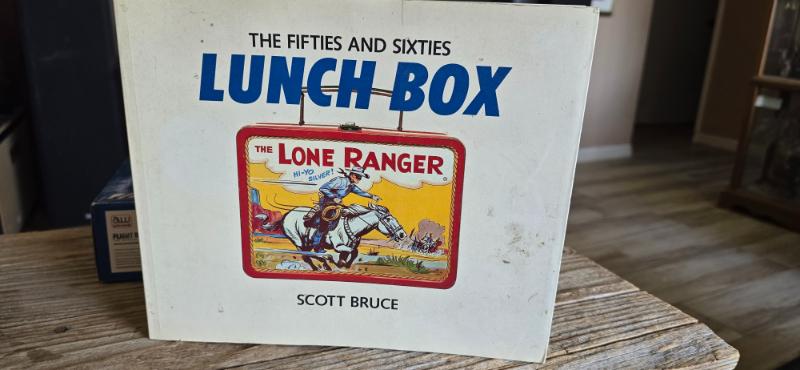 THE FIFTIES AND SIXTIES
LUNCH BOX
THE LONE RANGER
HI-YO
SILVER!
SCOTT BRUCE